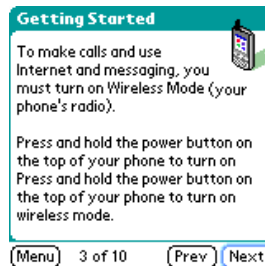 Getting Started
To make calls and use
Internet and messaging, you
must turn on Wireless Mode (your
phone's radio).
Press and hold the power button on
the top of your phone to turn on
Press and hold the power button on
the top of your phone to turn on
wireless mode.
Menu 3 of 10 Prev Next